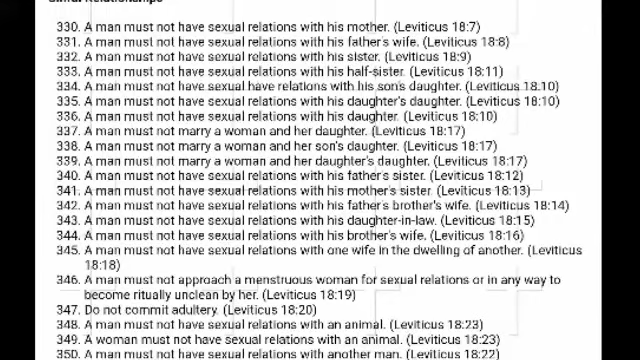 Sinful Relationships
330. A man must not have sexual relations with his mother. (Leviticus 18:7)
331. A man must not have sexual relations with his father's wife. (Leviticus 18:8)
332. A man must not have sexual relations with his sister. (Leviticus 18:9)
333. A man must not have sexual relations with his half-sister. (Leviticus 18:11)
334. A man must not have sexual have relations with his son's daughter. (Leviticus 18:10)
335. A man must not have sexual relations with his daughter's daughter. (Leviticus 18:10)
336. A man must not have sexual relations with his daughter. (Leviticus 18:10)
337. A man must not marry a woman and her daughter. (Leviticus 18:17)
338. A man must not marry a woman and her son's daughter. (Leviticus 18:17)
339. A man must not marry a woman and her daughter's daughter. (Leviticus 18:17)
340. A man must not have sexual relations with his father's sister. (Leviticus 18:12)
341. A man must not have sexual relations with his mother's sister. (Leviticus 18:13)
342. A man must not have sexual relations with his father's brother's wife. (Leviticus 18:14)
343. A man must not have sexual relations with his daughter-in-law. (Leviticus 18:15)
344. A man must not have sexual relations with his brother's wife. (Leviticus 18:16)
345. A man must not have sexual relations with one wife in the dwelling of another. (Leviticus
18:18)
346. A man must not approach a menstruous woman for sexual relations or in any way to
become ritually unclean by her. (Leviticus 18:19)
347. Do not commit adultery. (Leviticus 18:20)
348. A man must not have sexual relations with an animal. (Leviticus 18:23)
349. A woman must not have sexual relations with an animal. (Leviticus 18:23)
350. A man must not have sexual relations with another man. (Leviticus 18:22)